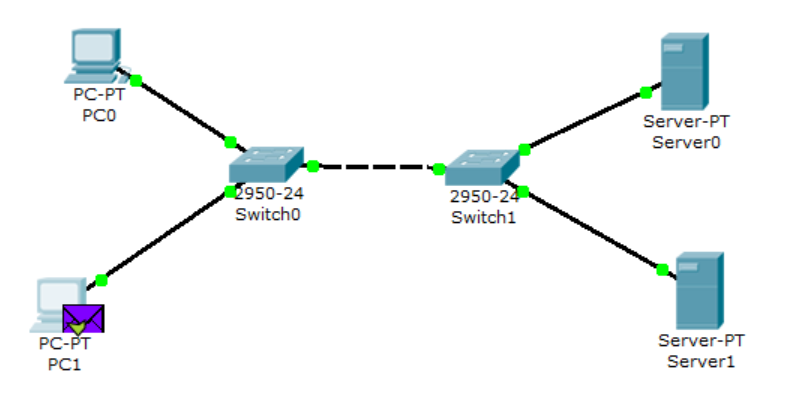 PC-PT
PC0
Server-PT
Server0
2950-24
Switch0
2950-24
Switch1
PC-PT
PC1
Server-PT
Server1